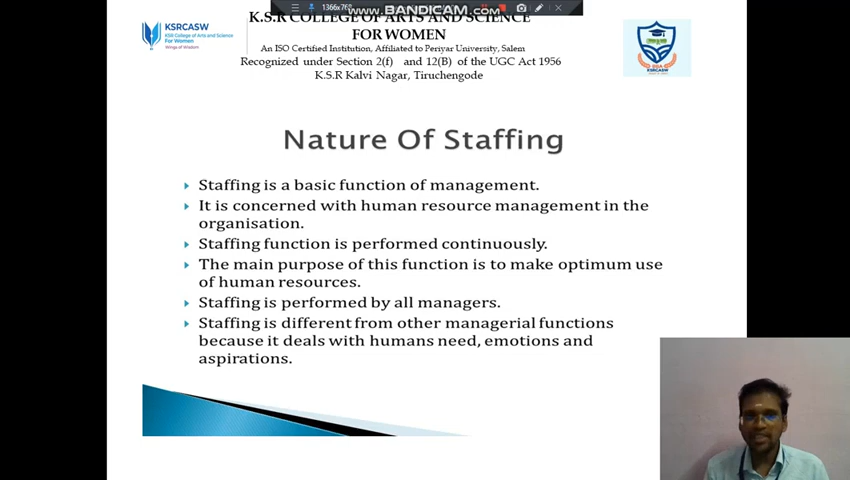 1366x768
www.BANDICAM.com
K.S.R COLLEGE OF ARTS AND SCIENCE
FOR WOMEN
An ISO Certified Institution, Affiliated to Periyar University, Salem
Recognized under Section 2(f) and 12(B) of the UGC Act 1956
K.S.R Kalvi Nagar, Tiruchengode
KSRCASW
KSR College of Arts and Science
For Women
Wings of Wisdom
KSRCASW
Nature Of Staffing
Staffing is a basic function of management.
It is concerned with human resource management in the
organisation.
Staffing function is performed continuously.
The main purpose of this function is to make optimum use
of human resources.
Staffing is performed by all managers.
Staffing is different from other managerial functions
because it deals with humans need, emotions and
aspirations.